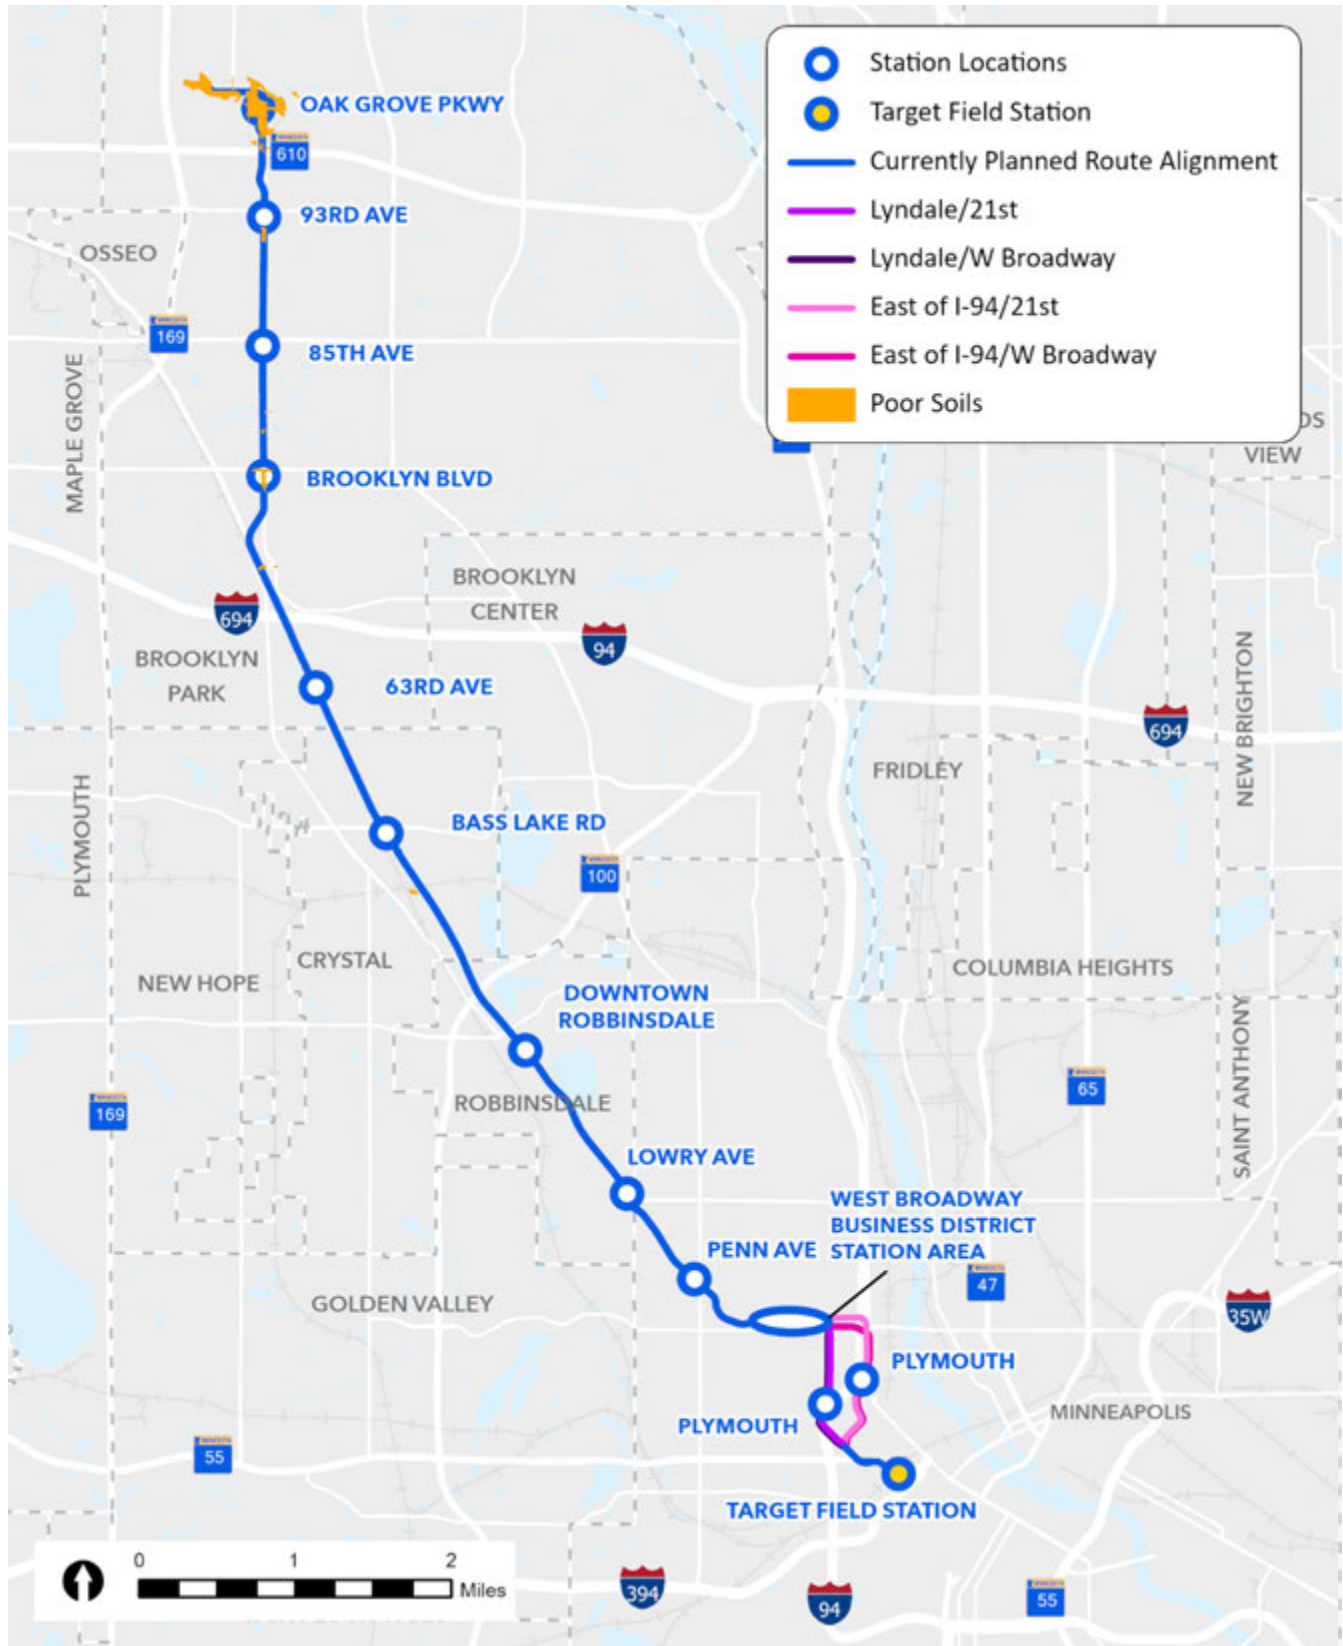 Station Locations
Target Field Station
Currently Planned Route Alignment
Lyndale/21st
Lyndale/W Broadway
East of I-94/21st
East of I-94/W Broadway
Poor Soils
OAK GROVE PKWY
610
93RD AVE
OSSEO
169
85TH AVE
MAPLE GROVE
VIEW
BROOKLYN BLVD
BROOKLYN
CENTER
694
94
BROOKLYN
PARK
63RD AVE
694
NEW BRIGHTON
FRIDLEY
PLYMOUTH
BASS LAKE RD
100
CRYSTAL
NEW HOPE
COLUMBIA HEIGHTS
DOWNTOWN
ROBBINSDALE
SAINT ANTHONY
65
169
ROBBINSDALE
LOWRY AVE
WEST BROADWAY
BUSINESS DISTRICT
STATION AREA
PENN AVE
47
GOLDEN VALLEY
35W
PLYMOUTH
PLYMOUTH
MINNEAPOLIS
55
TARGET FIELD STATION
0 1 2
Miles
394
94
55